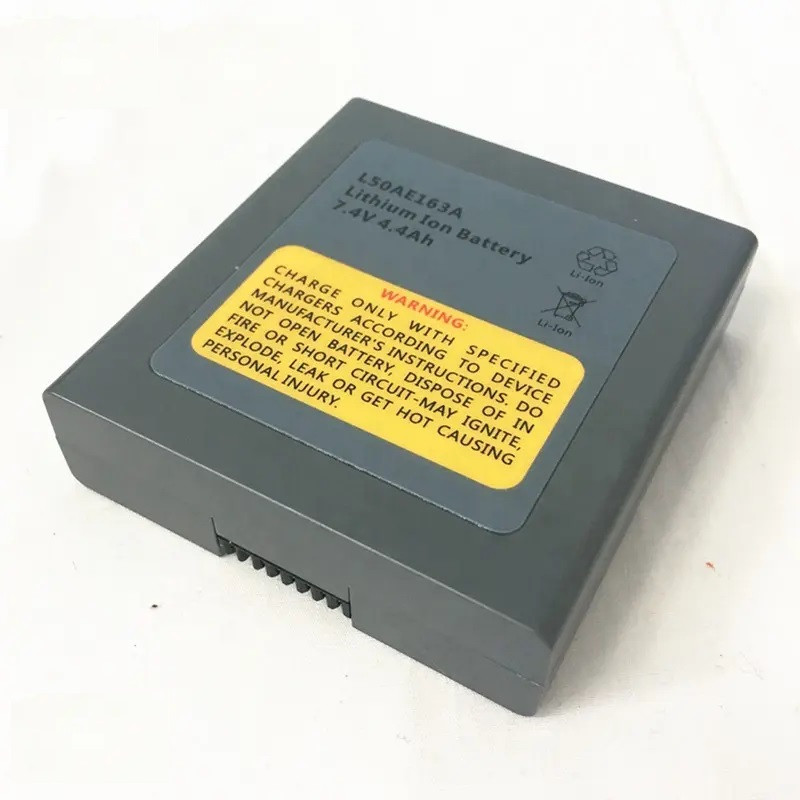 L50AE163A
Lithium Ion Battery
7.4V 4.4Ah
Li-Ion
Li-Ion
WARNING:
CHARGE ONLY WITH SPECIFIED
CHARGERS ACCORDING TO DEVICE
MANUFACTURER'S INSTRUCTIONS, DO
NOT OPEN BATTERY, DISPOSE OF IN
FIRE OR SHORT CIRCUIT-MAY IGNITE,
EXPLODE, LEAK OR GET HOT CAUSING
PERSONAL INJURY.